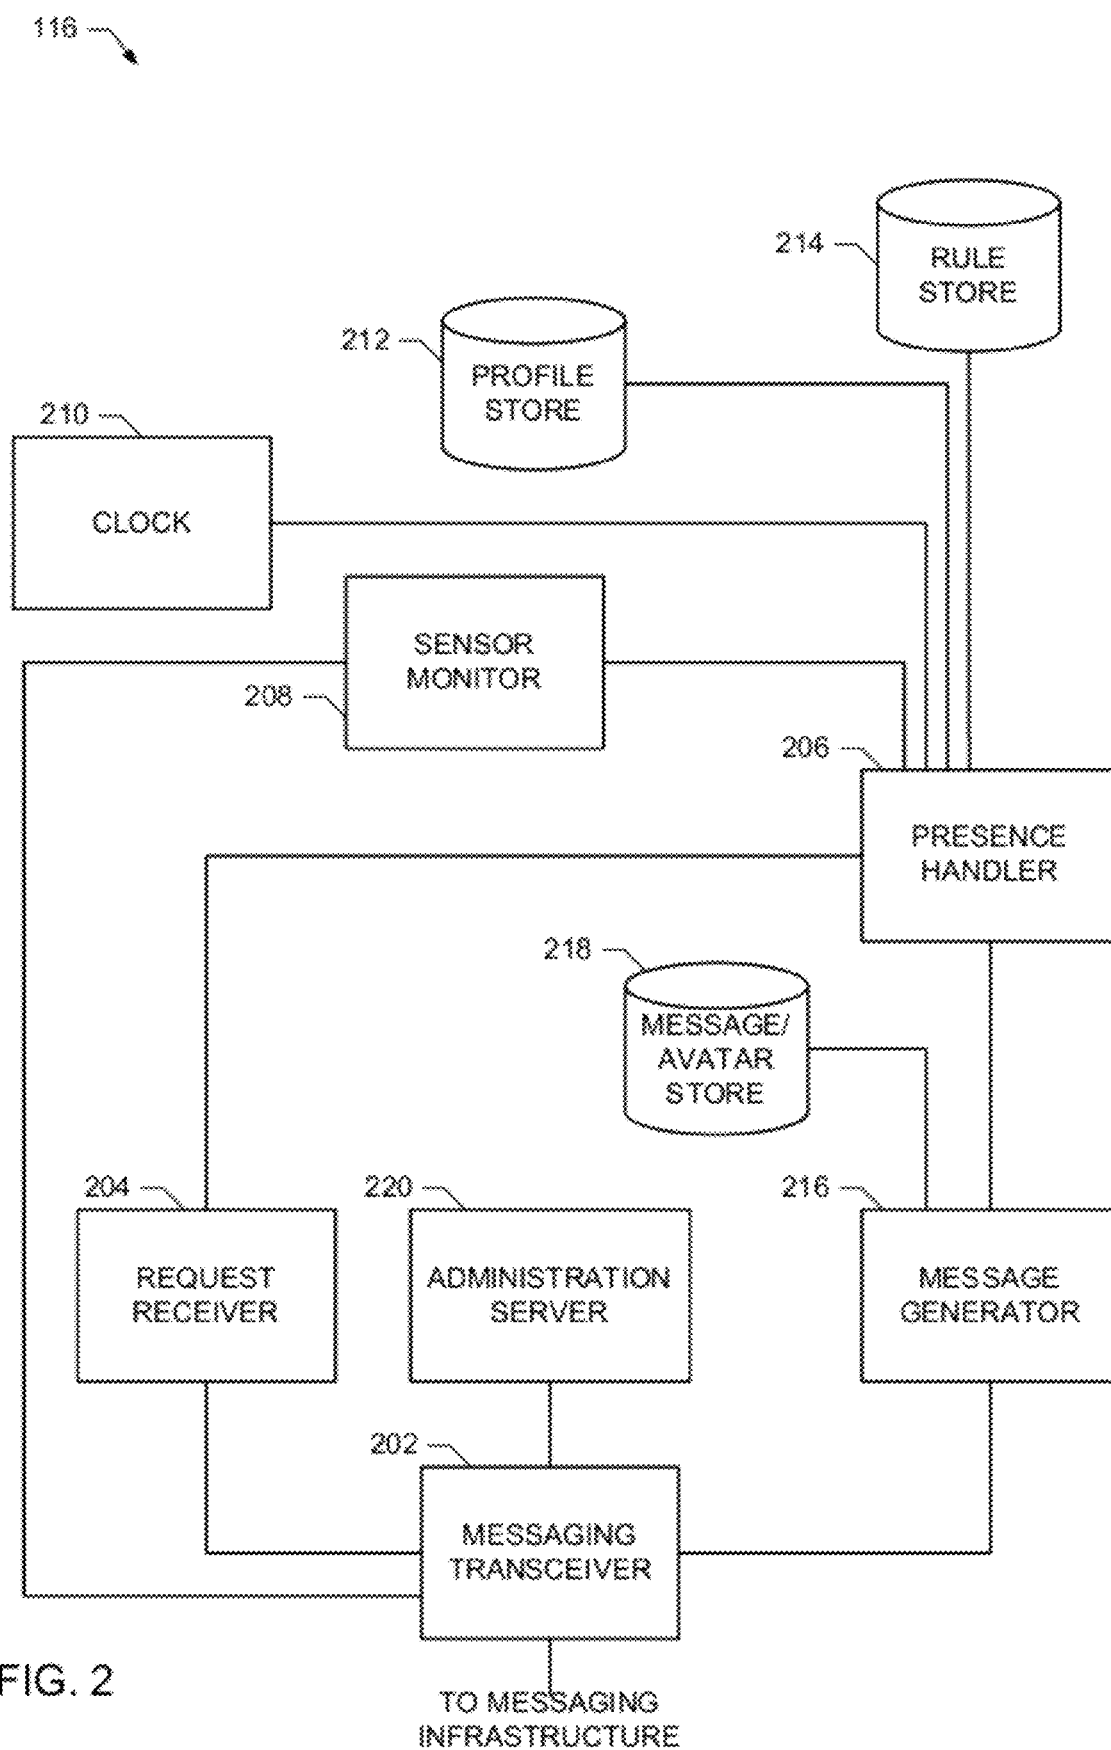 116
214
RULE
STORE
212
PROFILE
STORE
210
CLOCK
SENSOR
MONITOR
208
206
PRESENCE
HANDLER
218
MESSAGE/
AVATAR
STORE
204
220
216
REQUEST
RECEIVER
ADMINISTRATION
SERVER
MESSAGE
GENERATOR
202
MESSAGING
TRANSCEIVER
FIG. 2
TO MESSAGING
INFRASTRUCTURE